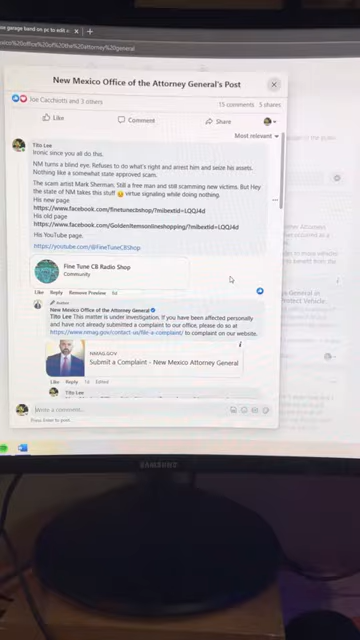 New Mexico Office of the Attorney General's Post
Joe Cacchiotti and 3 others
15 comments 5 shares
Like
Comment
Share
Most relevant
Tito Lee
Ironic since you all do this.
NM turns a blind eye. Refuses to do what's right and arrest him and seize his assets.
Nothing like a somewhat state approved scam.
The scam artist Mark Sherman. Still a free man and still scamming new victims. But Hey
the state of NM takes this stuff 😉 virtue signaling while doing nothing.
His new page
https://www.facebook.com/finetunecbshop/?mibextid=LQQJ4d
His old page
https://www.facebook.com/Goldenitemsonlineshopping/?mibextid=LQQJ4d
His YouTube page.
https://youtube.com/@FewTuneCBShop
Fine Tune CB Radio Shop
Community
Like Reply Remove Preview
Author
New Mexico Office of the Attorney General
Tito Lee This matter is under investigation. If you have been affected personally
and have not already submitted a complaint to our office, please do so at
https://www.nmag.gov/contact-us/file-a-complaint/ to complaint on our website.
NMAG.GOV
Submit a Complaint - New Mexico Attorney General
Like Reply 1d Edited
Tito Lee
Write a comment...
Press Enter to post.
SAMSUNG